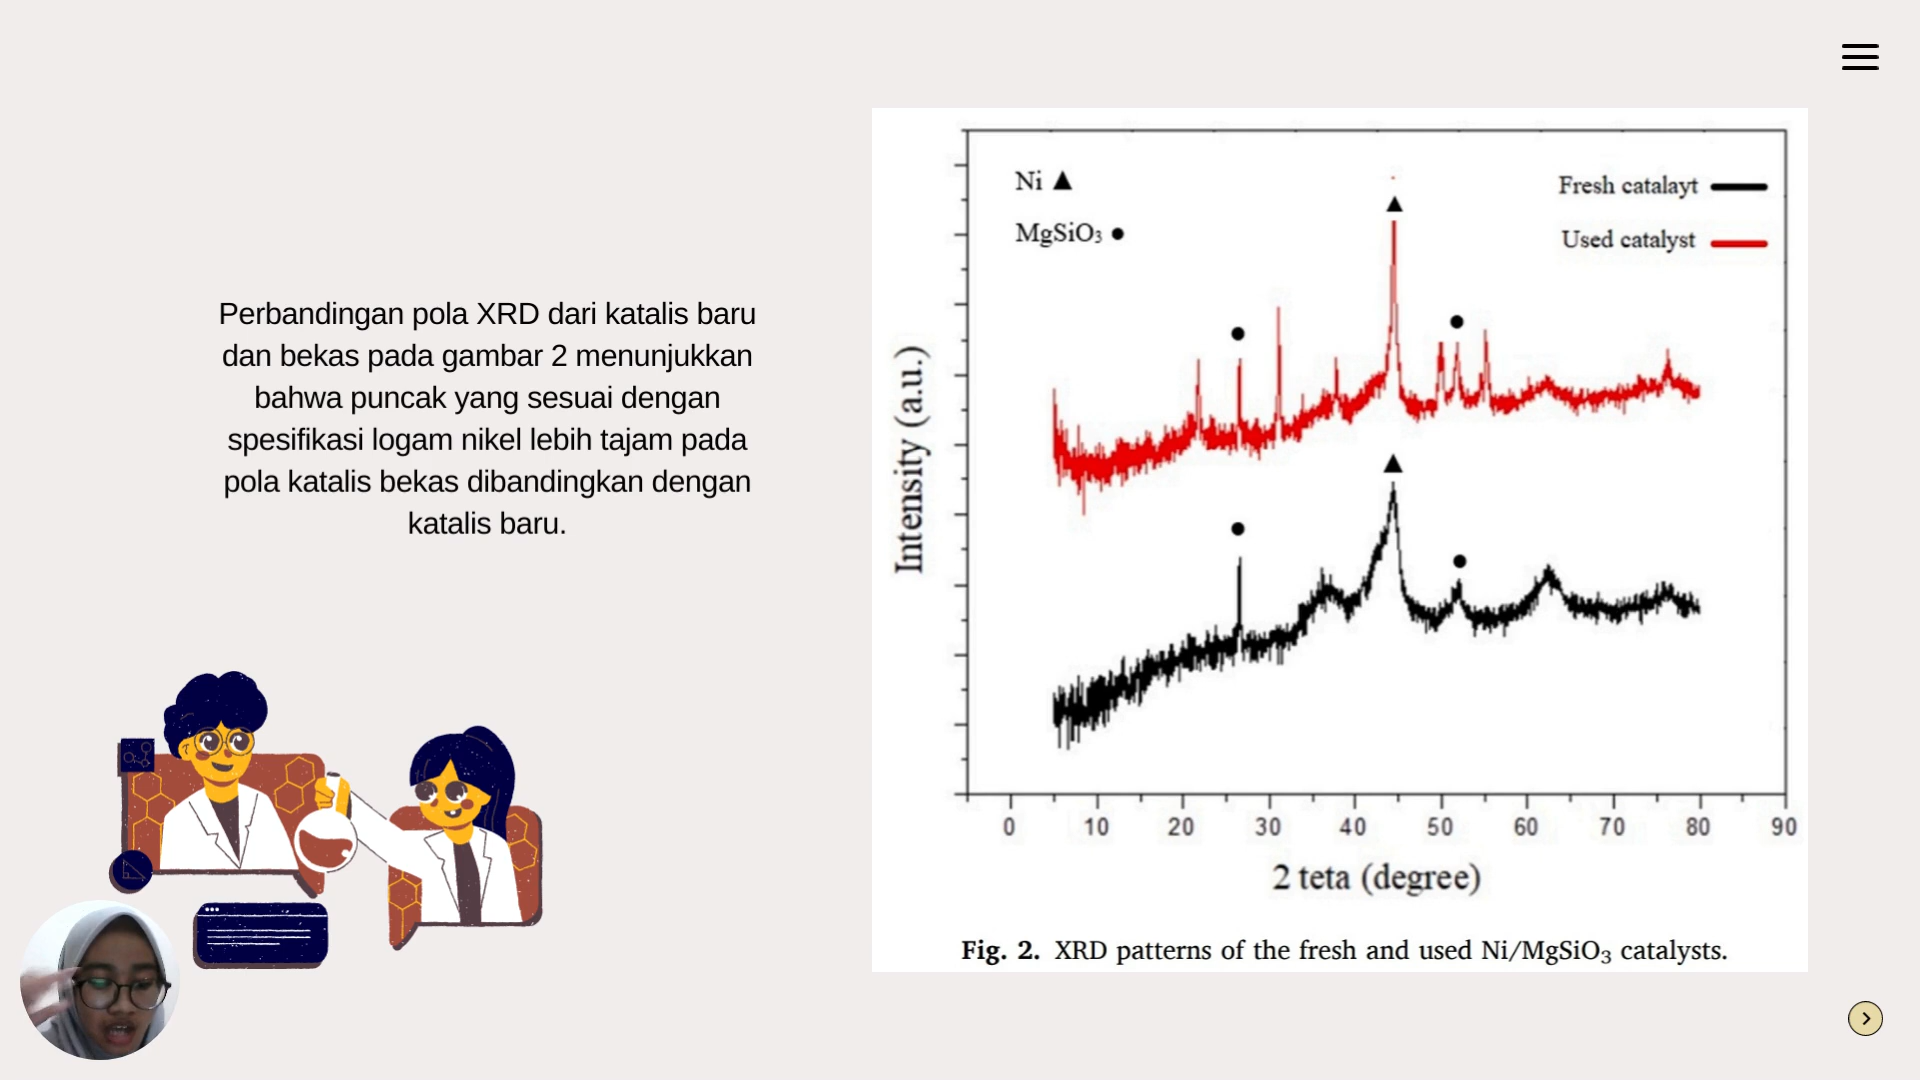 Perbandingan pola XRD dari katalis baru
dan bekas pada gambar 2 menunjukkan
bahwa puncak yang sesuai dengan
spesifikasi logam nikel lebih tajam pada
pola katalis bekas dibandingkan dengan
katalis baru.
Ni ▲
MgSiO₃ ●
Fresh catalayt
Used catalyst
Intensity (a.u.)
0 10 20 30 40 50 60 70 80 90
2 teta (degree)
Fig. 2. XRD patterns of the fresh and used Ni/MgSiO₃ catalysts.